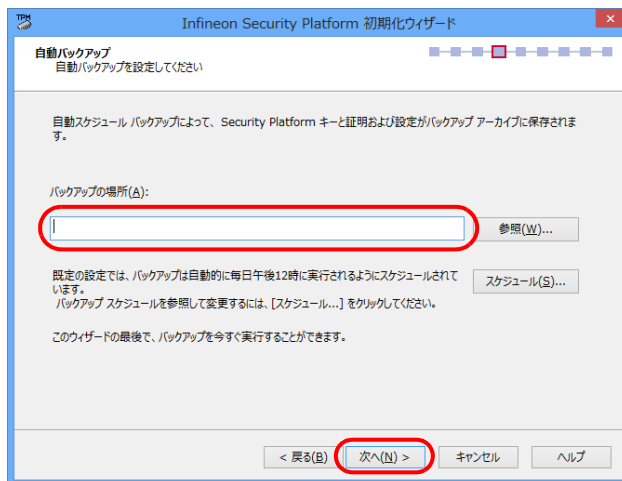 TPM
Infineon Security Platform 初期化ウィザード
自動バックアップ
自動バックアップを設定してください
自動スケジュール バックアップによって、Security Platform キーと証明および設定がバックアップ アーカイブに保存されま
す。
バックアップの場所(A):
参照(W)...
既定の設定では、バックアップは自動的に毎日午後12時に実行されるようにスケジュールされて
います。
スケジュール(S)...
バックアップ スケジュールを参照して変更するには、[スケジュール...] をクリックしてください。
このウィザードの最後で、バックアップを今すぐ実行することができます。
< 戻る(B)
次へ(N) >
キャンセル
ヘルプ